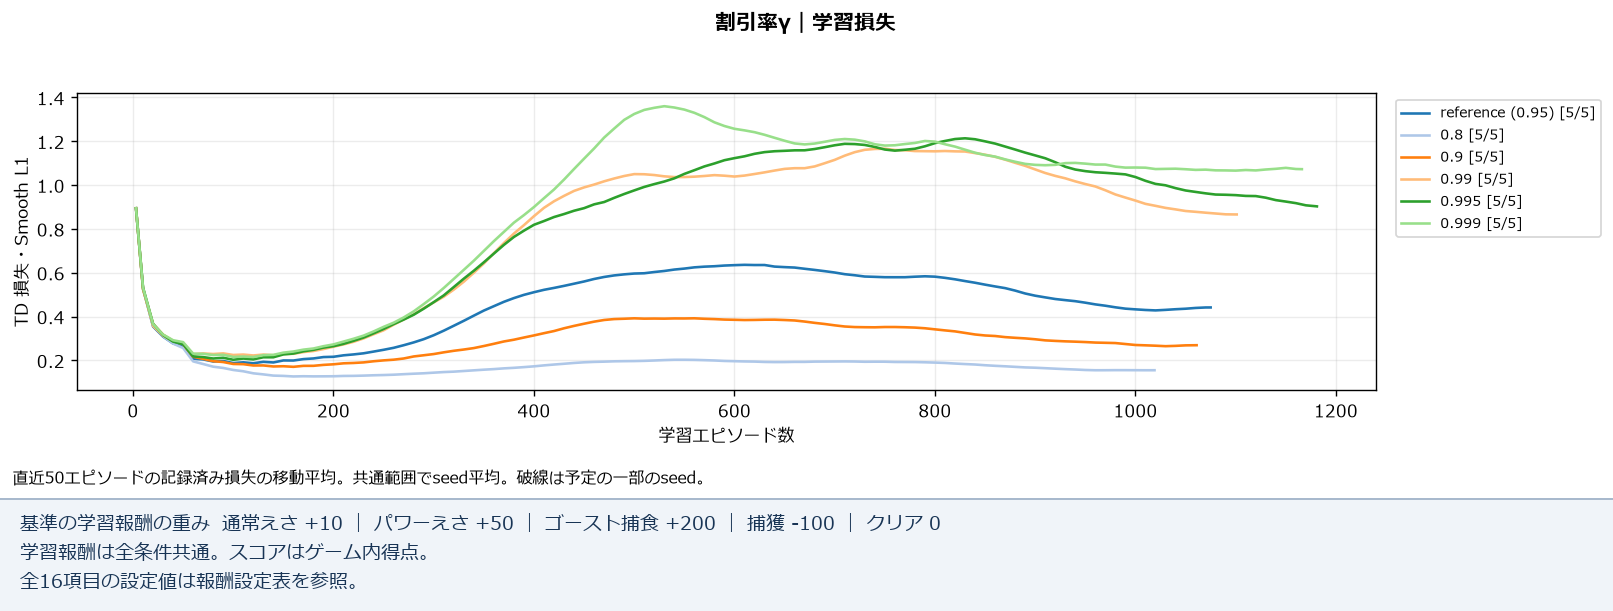 割引率γ｜学習損失
1.4
1.2
1.0
0.8
0.6
0.4
0.2
TD 損失・Smooth L1
0 200 400 600 800 1000 1200
学習エピソード数
reference (0.95) [5/5]
0.8 [5/5]
0.9 [5/5]
0.99 [5/5]
0.995 [5/5]
0.999 [5/5]
直近50エピソードの記録済み損失の移動平均。共通範囲でseed平均。破線は予定の一部のseed。
基準の学習報酬の重み 通常えさ +10 ｜ パワーえさ +50 ｜ ゴースト捕食 +200 ｜ 捕獲 -100 ｜ クリア 0
学習報酬は全条件共通。スコアはゲーム内得点。
全16項目の設定値は報酬設定表を参照。